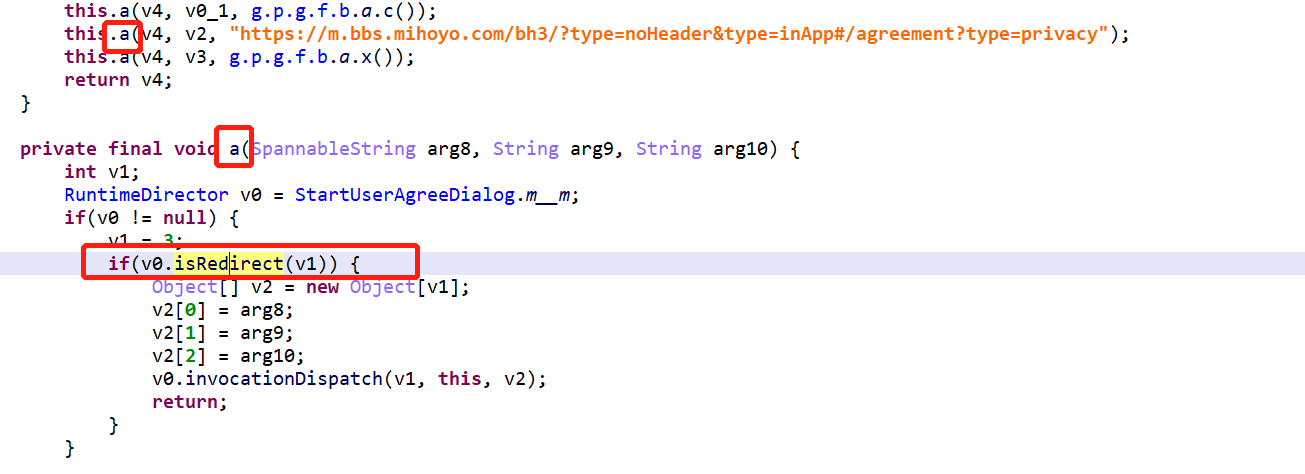 this.a(v4, v0_1, g.p.g.f.b.a.c());
this.a(v4, v2, "https://m.bbs.mihoyo.com/bh3/?type=noHeader&type=inApp#/agreement?type=privacy");
this.a(v4, v3, g.p.g.f.b.a.x());
return v4;
}
private final void a(SpannableString arg8, String arg9, String arg10) {
int v1;
RuntimeDirector v0 = StartUserAgreeDialog.m__m;
if(v0 != null) {
v1 = 3;
if(v0.isRedirect(v1)) {
Object[] v2 = new Object[v1];
v2[0] = arg8;
v2[1] = arg9;
v2[2] = arg10;
v0.invocationDispatch(v1, this, v2);
return;
}
}